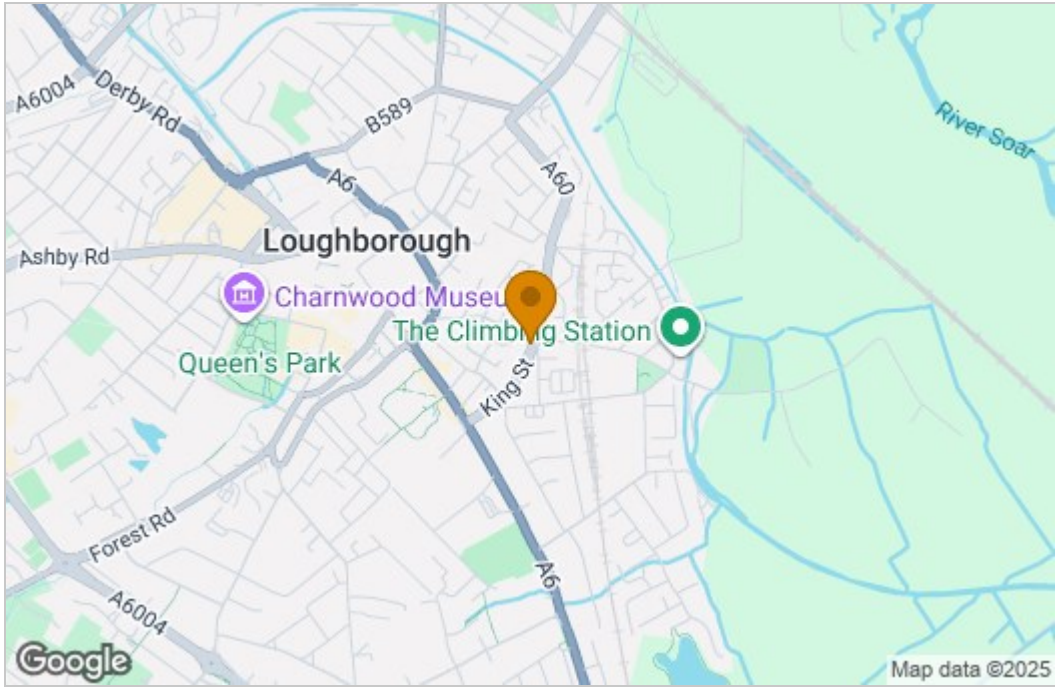 A6004
Derby Rd
B589
River Soar
A6
A60
Ashby Rd
Loughborough
Charnwood Museu
The Climbing Station
Queen's Park
King St
Forest Rd
A6004
A6
Google
Map data ©2025